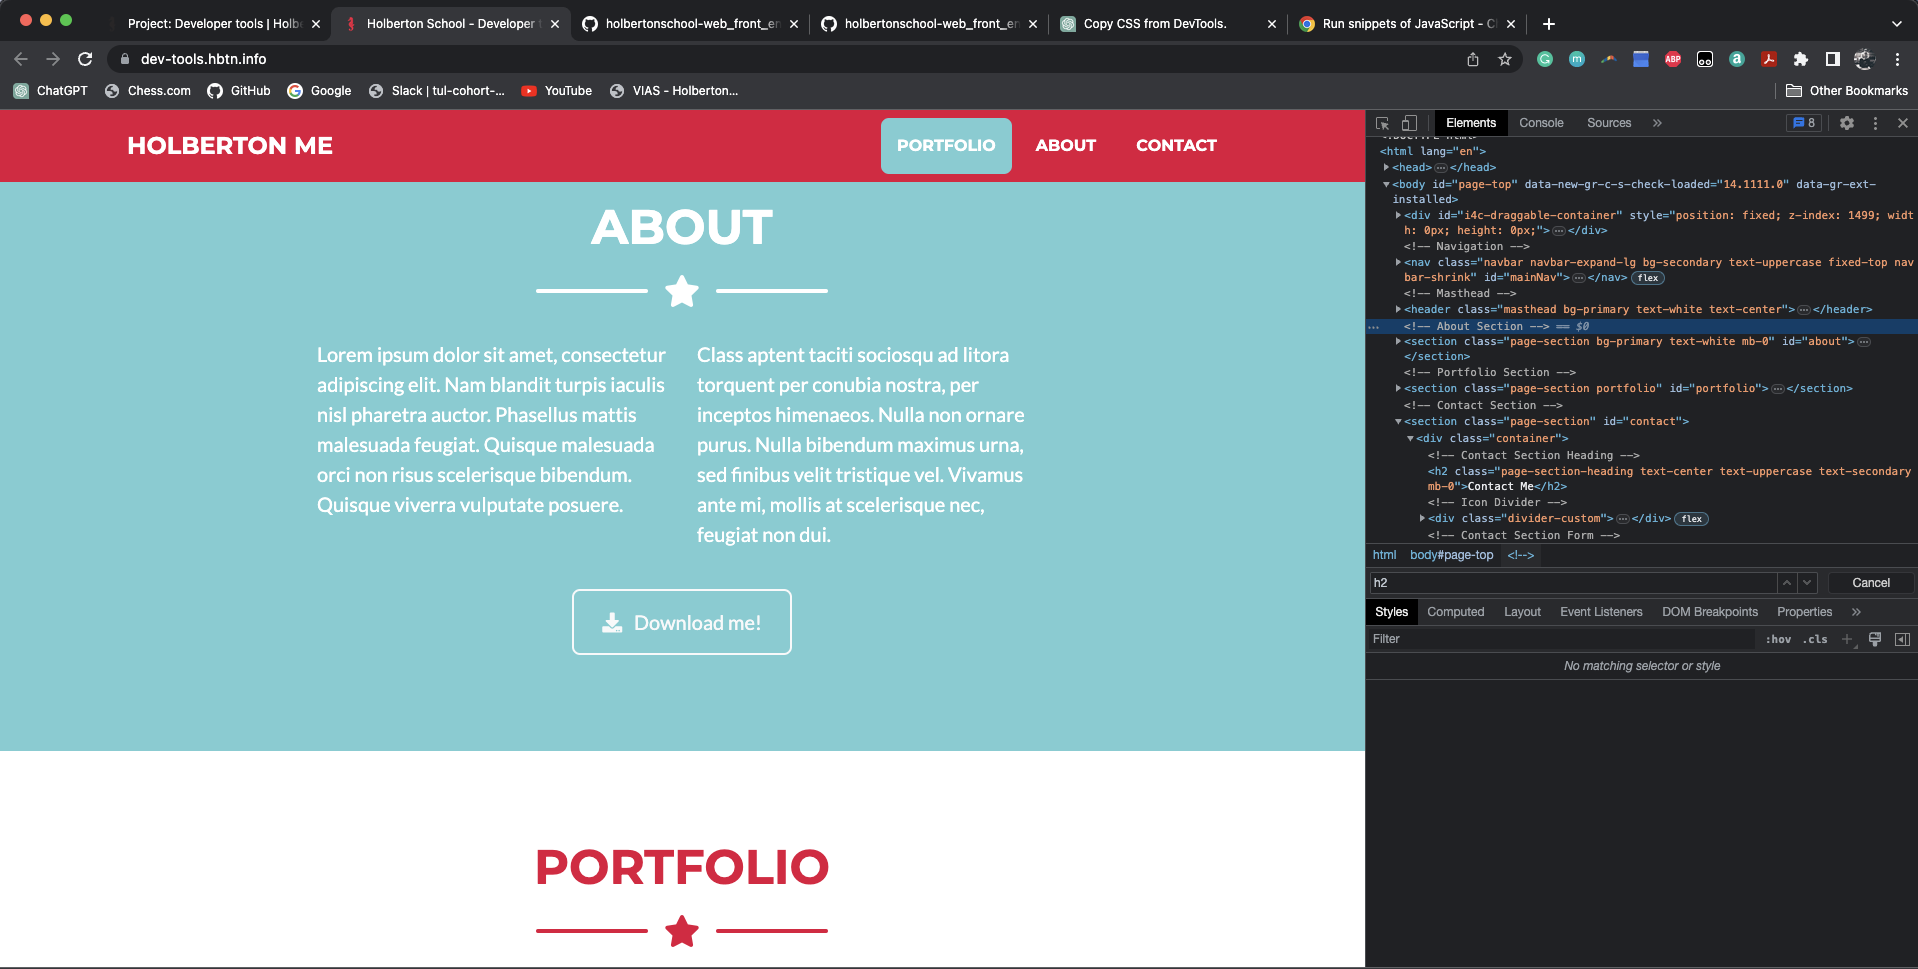 Project: Developer tools | Holb
Holberton School - Developer t
holbertonschool-web_front_en
holbertonschool-web_front_en
Copy CSS from DevTools.
Run snippets of JavaScript - C
dev-tools.hbtn.info
ChatGPT
Chess.com
GitHub
Google
Slack | tul-cohort-...
YouTube
VIAS - Holberton...
Other Bookmarks
HOLBERTON ME
PORTFOLIO
ABOUT
CONTACT
ABOUT
Lorem ipsum dolor sit amet, consectetur
adipiscing elit. Nam blandit turpis iaculis
nisl pharetra auctor. Phasellus mattis
malesuada feugiat. Quisque malesuada
orci non risus scelerisque bibendum.
Quisque viverra vulputate posuere.
Class aptent taciti sociosqu ad litora
torquent per conubia nostra, per
inceptos himenaeos. Nulla non ornare
purus. Nulla bibendum maximus urna,
sed finibus velit tristique vel. Vivamus
ante mi, mollis at scelerisque nec,
feugiat non dui.
Download me!
PORTFOLIO
Elements
Console
Sources
»
8
<html lang="en">
<head>…</head>
<body id="page-top" data-new-gr-c-s-check-loaded="14.1111.0" data-gr-ext-
installed>
<div id="i4c-draggable-container" style="position: fixed; z-index: 1499; widt
h: 0px; height: 0px;">…</div>
<!-- Navigation -->
<nav class="navbar navbar-expand-lg bg-secondary text-uppercase fixed-top nav
bar-shrink" id="mainNav">…</nav> flex
<!-- Masthead -->
<header class="masthead bg-primary text-white text-center">…</header>
<!-- About Section --> == $0
<section class="page-section bg-primary text-white mb-0" id="about">…
</section>
<!-- Portfolio Section -->
<section class="page-section portfolio" id="portfolio">…</section>
<!-- Contact Section -->
<section class="page-section" id="contact">
<div class="container">
<!-- Contact Section Heading -->
<h2 class="page-section-heading text-center text-uppercase text-secondary
mb-0">Contact Me</h2>
<!-- Icon Divider -->
<div class="divider-custom">…</div> flex
<!-- Contact Section Form -->
html
body#page-top
<!-->
h2
Cancel
Styles
Computed
Layout
Event Listeners
DOM Breakpoints
Properties
»
Filter
:hov
.cls
No matching selector or style